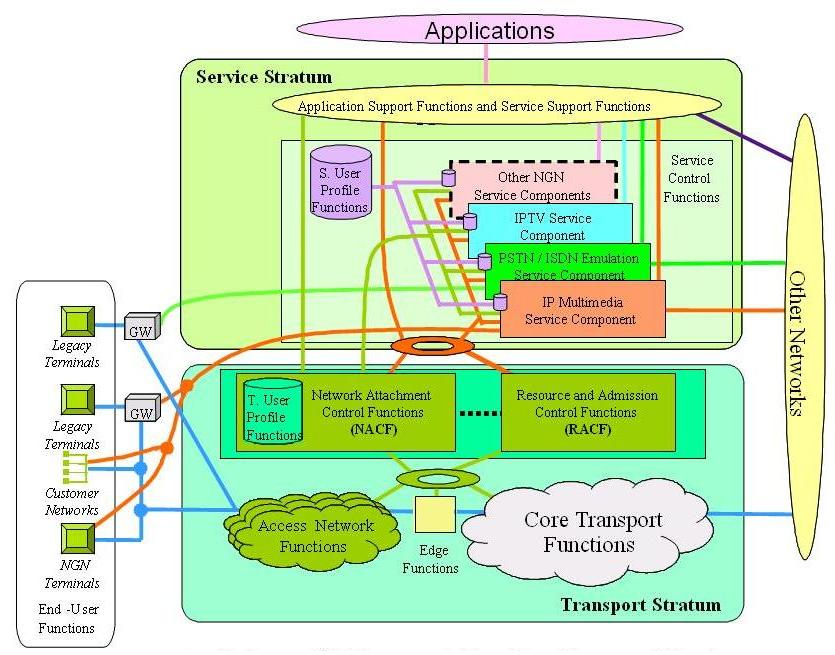 Applications
Service Stratum
Application Support Functions and Service Support Functions
S. User
Profile
Functions
Other NGN
Service Components
Service
Control
Functions
IPTV Service
Component
PSTN / ISDN Emulation
Service Component
IP Multimedia
Service Component
Other Networks
GW
Legacy
Terminals
GW
Legacy
Terminals
Customer
Networks
NGN
Terminals
End -User
Functions
T. User
Profile
Functions
Network Attachment
Control Functions
(NACF)
Resource and Admission
Control Functions
(RACF)
Access Network
Functions
Edge
Functions
Core Transport
Functions
Transport Stratum